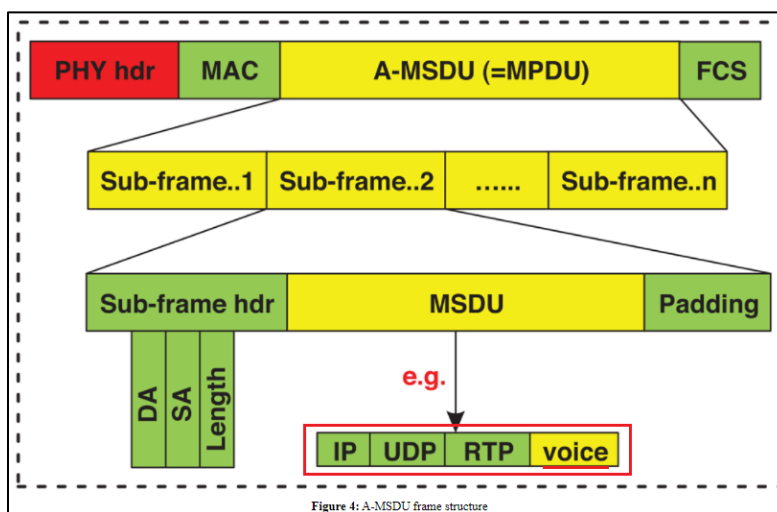 PHY hdr MAC A-MSDU (=MPDU) FCS
Sub-frame..1 Sub-frame..2 ...... Sub-frame..n
Sub-frame hdr MSDU Padding
DA
SA
Length
e.g.
IP UDP RTP voice
Figure 4: A-MSDU frame structure